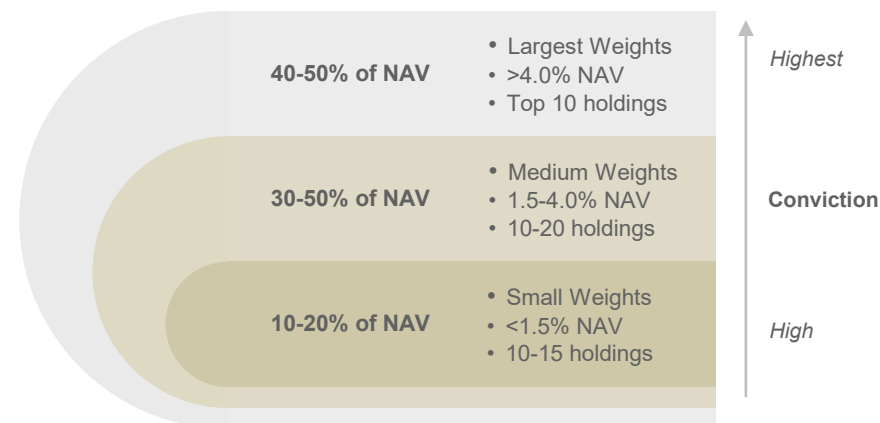 40-50% of NAV
• Largest Weights
• >4.0% NAV
• Top 10 holdings
Highest
30-50% of NAV
• Medium Weights
• 1.5-4.0% NAV
• 10-20 holdings
Conviction
10-20% of NAV
• Small Weights
• <1.5% NAV
• 10-15 holdings
High